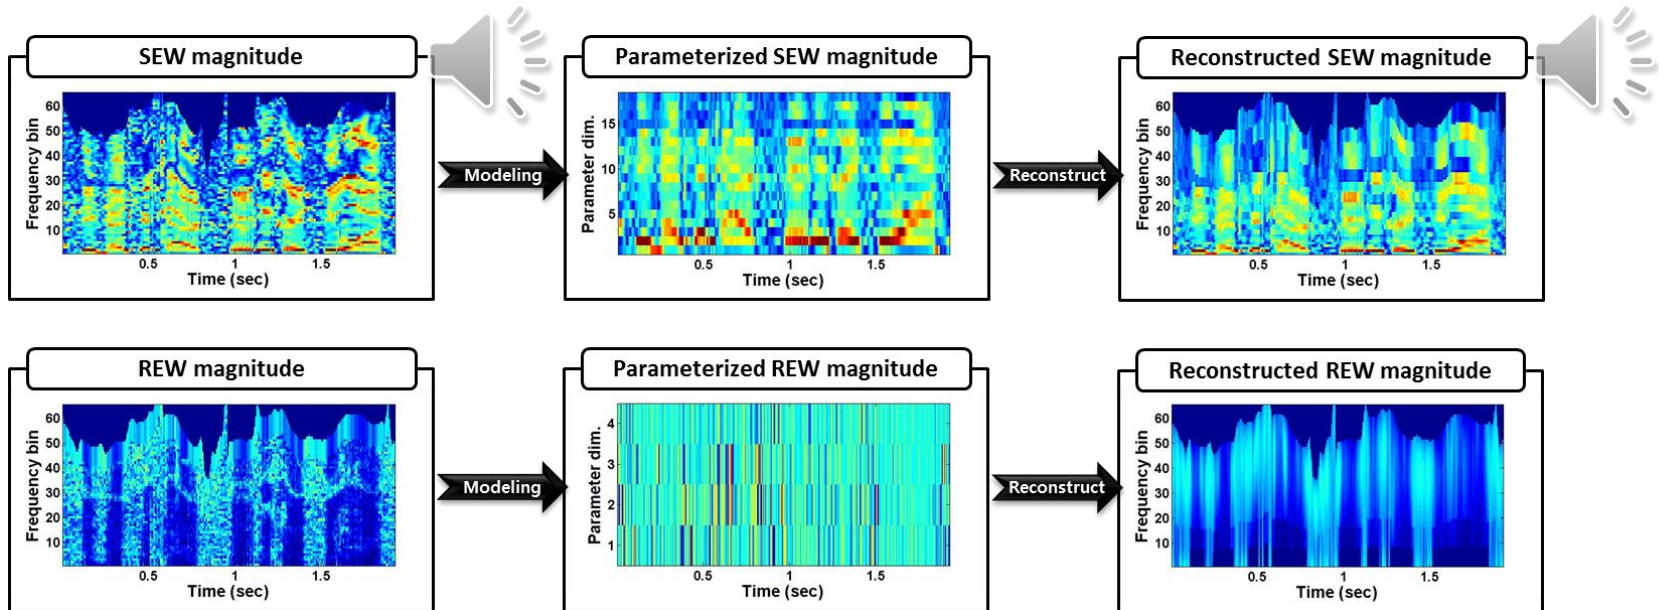 SEW magnitude
Parameterized SEW magnitude
Reconstructed SEW magnitude
Frequency bin
60
50
40
30
20
10
0.5
1
1.5
Time (sec)
Modeling
Parameter dim.
15
10
5
0.5
1
1.5
Time (sec)
Reconstruct
Frequency bin
60
50
40
30
20
10
0.5
1
1.5
Time (sec)
REW magnitude
Parameterized REW magnitude
Reconstructed REW magnitude
Frequency bin
60
50
40
30
20
10
0.5
1
1.5
Time (sec)
Modeling
Parameter dim.
4
3
2
1
0.5
1
1.5
Time (sec)
Reconstruct
Frequency bin
60
50
40
30
20
10
0.5
1
1.5
Time (sec)